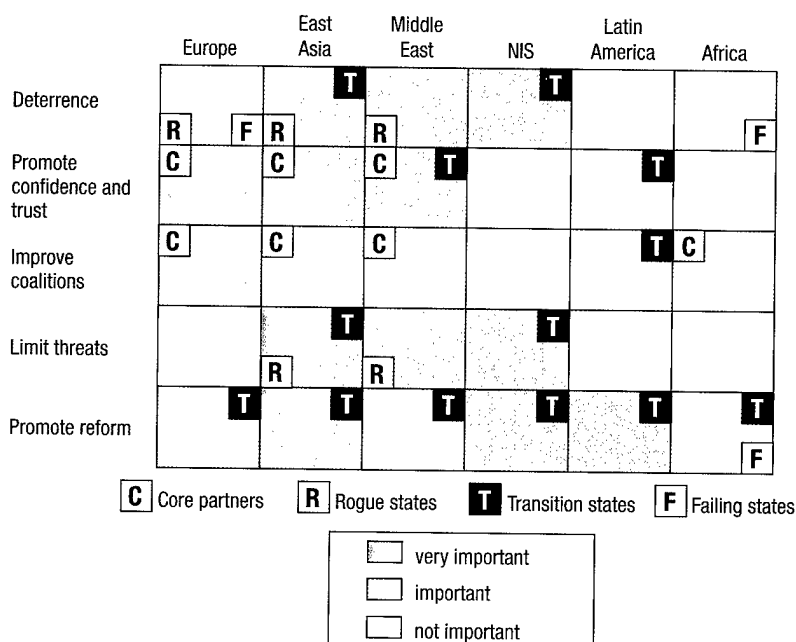 Europe East Asia Middle East NIS Latin America Africa
Deterrence T T
R F R R F
Promote confidence and trust C C C T T
Improve coalitions C C C T C
Limit threats T T
R R
Promote reform T T T T T T
F
C Core partners R Rogue states T Transition states F Failing states
very important
important
not important